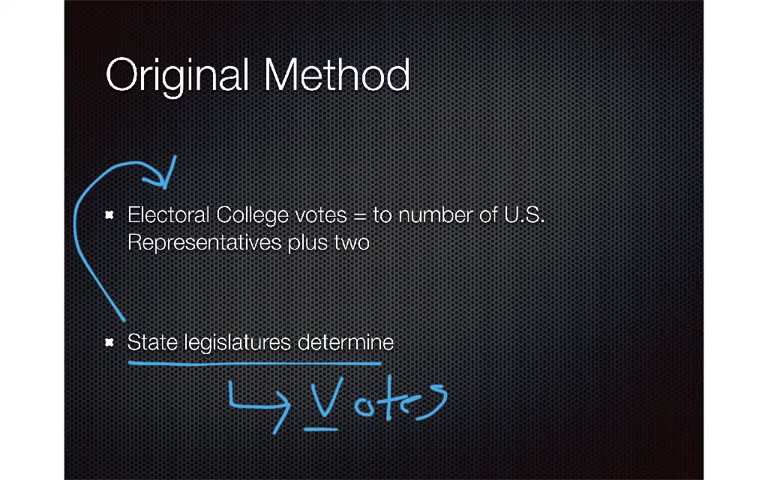 Original Method
Electoral College votes = to number of U.S.
Representatives plus two
State legislatures determine
Votes